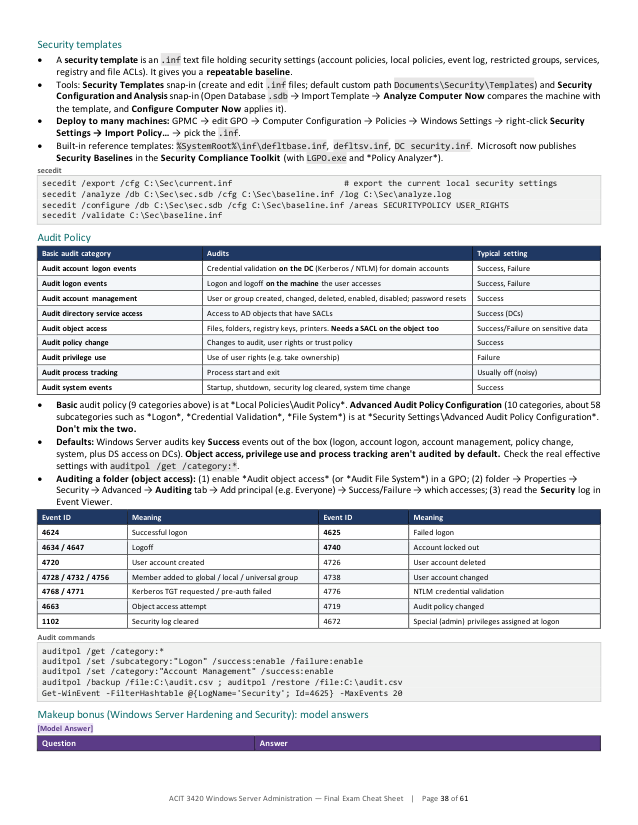 Security templates
• A security template is an .inf text file holding security settings (account policies, local policies, event log, restricted groups, services,
registry and file ACLs). It gives you a repeatable baseline.
• Tools: Security Templates snap-in (create and edit .inf files; default custom path Documents\Security\Templates) and Security
Configuration and Analysis snap-in (Open Database .sdb → Import Template → Analyze Computer Now compares the machine with
the template, and Configure Computer Now applies it).
• Deploy to many machines: GPMC → edit GPO → Computer Configuration → Policies → Windows Settings → right-click Security
Settings → Import Policy… → pick the .inf.
• Built-in reference templates: %SystemRoot%\inf\defltbase.inf, defltsv.inf, DC security.inf. Microsoft now publishes
Security Baselines in the Security Compliance Toolkit (with LGPO.exe and *Policy Analyzer*).
secedit
secedit /export /cfg C:\Sec\current.inf # export the current local security settings
secedit /analyze /db C:\Sec\sec.sdb /cfg C:\Sec\baseline.inf /log C:\Sec\analyze.log
secedit /configure /db C:\Sec\sec.sdb /cfg C:\Sec\baseline.inf /areas SECURITYPOLICY USER_RIGHTS
secedit /validate C:\Sec\baseline.inf
Audit Policy
Basic audit category Audits Typical setting
Audit account logon events Credential validation on the DC (Kerberos / NTLM) for domain accounts Success, Failure
Audit logon events Logon and logoff on the machine the user accesses Success, Failure
Audit account management User or group created, changed, deleted, enabled, disabled; password resets Success
Audit directory service access Access to AD objects that have SACLs Success (DCs)
Audit object access Files, folders, registry keys, printers. Needs a SACL on the object too Success/Failure on sensitive data
Audit policy change Changes to audit, user rights or trust policy Success
Audit privilege use Use of user rights (e.g. take ownership) Failure
Audit process tracking Process start and exit Usually off (noisy)
Audit system events Startup, shutdown, security log cleared, system time change Success
• Basic audit policy (9 categories above) is at *Local Policies\Audit Policy*. Advanced Audit Policy Configuration (10 categories, about 58
subcategories such as *Logon*, *Credential Validation*, *File System*) is at *Security Settings\Advanced Audit Policy Configuration*.
Don't mix the two.
• Defaults: Windows Server audits key Success events out of the box (logon, account logon, account management, policy change,
system, plus DS access on DCs). Object access, privilege use and process tracking aren't audited by default. Check the real effective
settings with auditpol /get /category:*.
• Auditing a folder (object access): (1) enable *Audit object access* (or *Audit File System*) in a GPO; (2) folder → Properties →
Security → Advanced → Auditing tab → Add principal (e.g. Everyone) → Success/Failure → which accesses; (3) read the Security log in
Event Viewer.
Event ID Meaning Event ID Meaning
4624 Successful logon 4625 Failed logon
4634 / 4647 Logoff 4740 Account locked out
4720 User account created 4726 User account deleted
4728 / 4732 / 4756 Member added to global / local / universal group 4738 User account changed
4768 / 4771 Kerberos TGT requested / pre-auth failed 4776 NTLM credential validation
4663 Object access attempt 4719 Audit policy changed
1102 Security log cleared 4672 Special (admin) privileges assigned at logon
Audit commands
auditpol /get /category:*
auditpol /set /subcategory:"Logon" /success:enable /failure:enable
auditpol /set /category:"Account Management" /success:enable
auditpol /backup /file:C:\audit.csv ; auditpol /restore /file:C:\audit.csv
Get-WinEvent -FilterHashtable @{LogName='Security'; Id=4625} -MaxEvents 20
Makeup bonus (Windows Server Hardening and Security): model answers
[Model Answer]
Question Answer
ACIT 3420 Windows Server Administration — Final Exam Cheat Sheet | Page 38 of 61